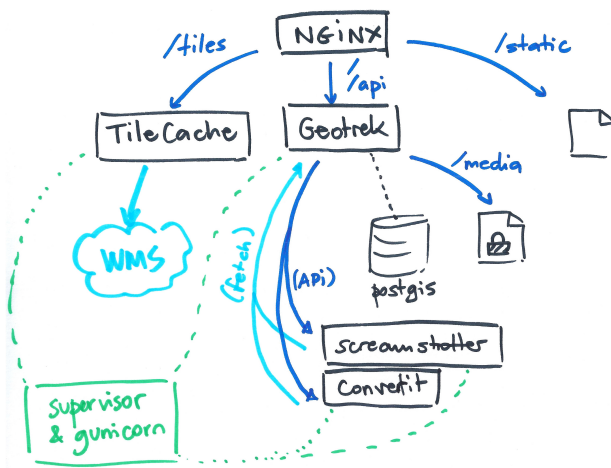 NGINX
/tiles
/static
/
/api
TileCache
Geotrek
/media
WMS
(fetch)
(API)
postgis
screamshotter
Convertit
supervisor
& gunicorn